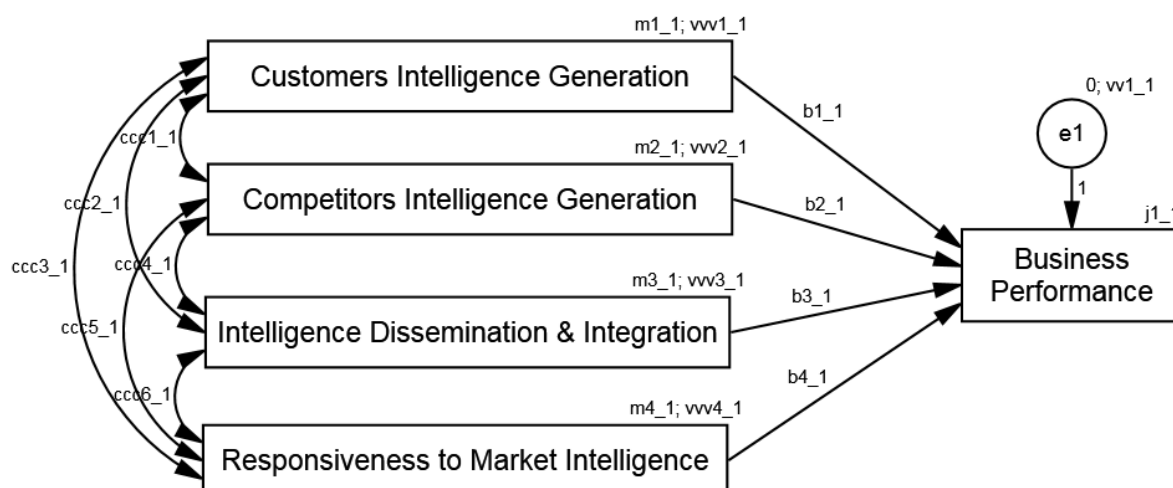 m1_1; vvv1_1
Customers Intelligence Generation
0; vv1_1
b1_1
e1
ccc1_1
m2_1; vvv2_1
Competitors Intelligence Generation
1
ccc2_1
b2_1
j1_1
Business
Performance
ccc3_1
ccc4_1
m3_1; vvv3_1
b3_1
ccc5_1
Intelligence Dissemination & Integration
b4_1
ccc6_1
m4_1; vvv4_1
Responsiveness to Market Intelligence